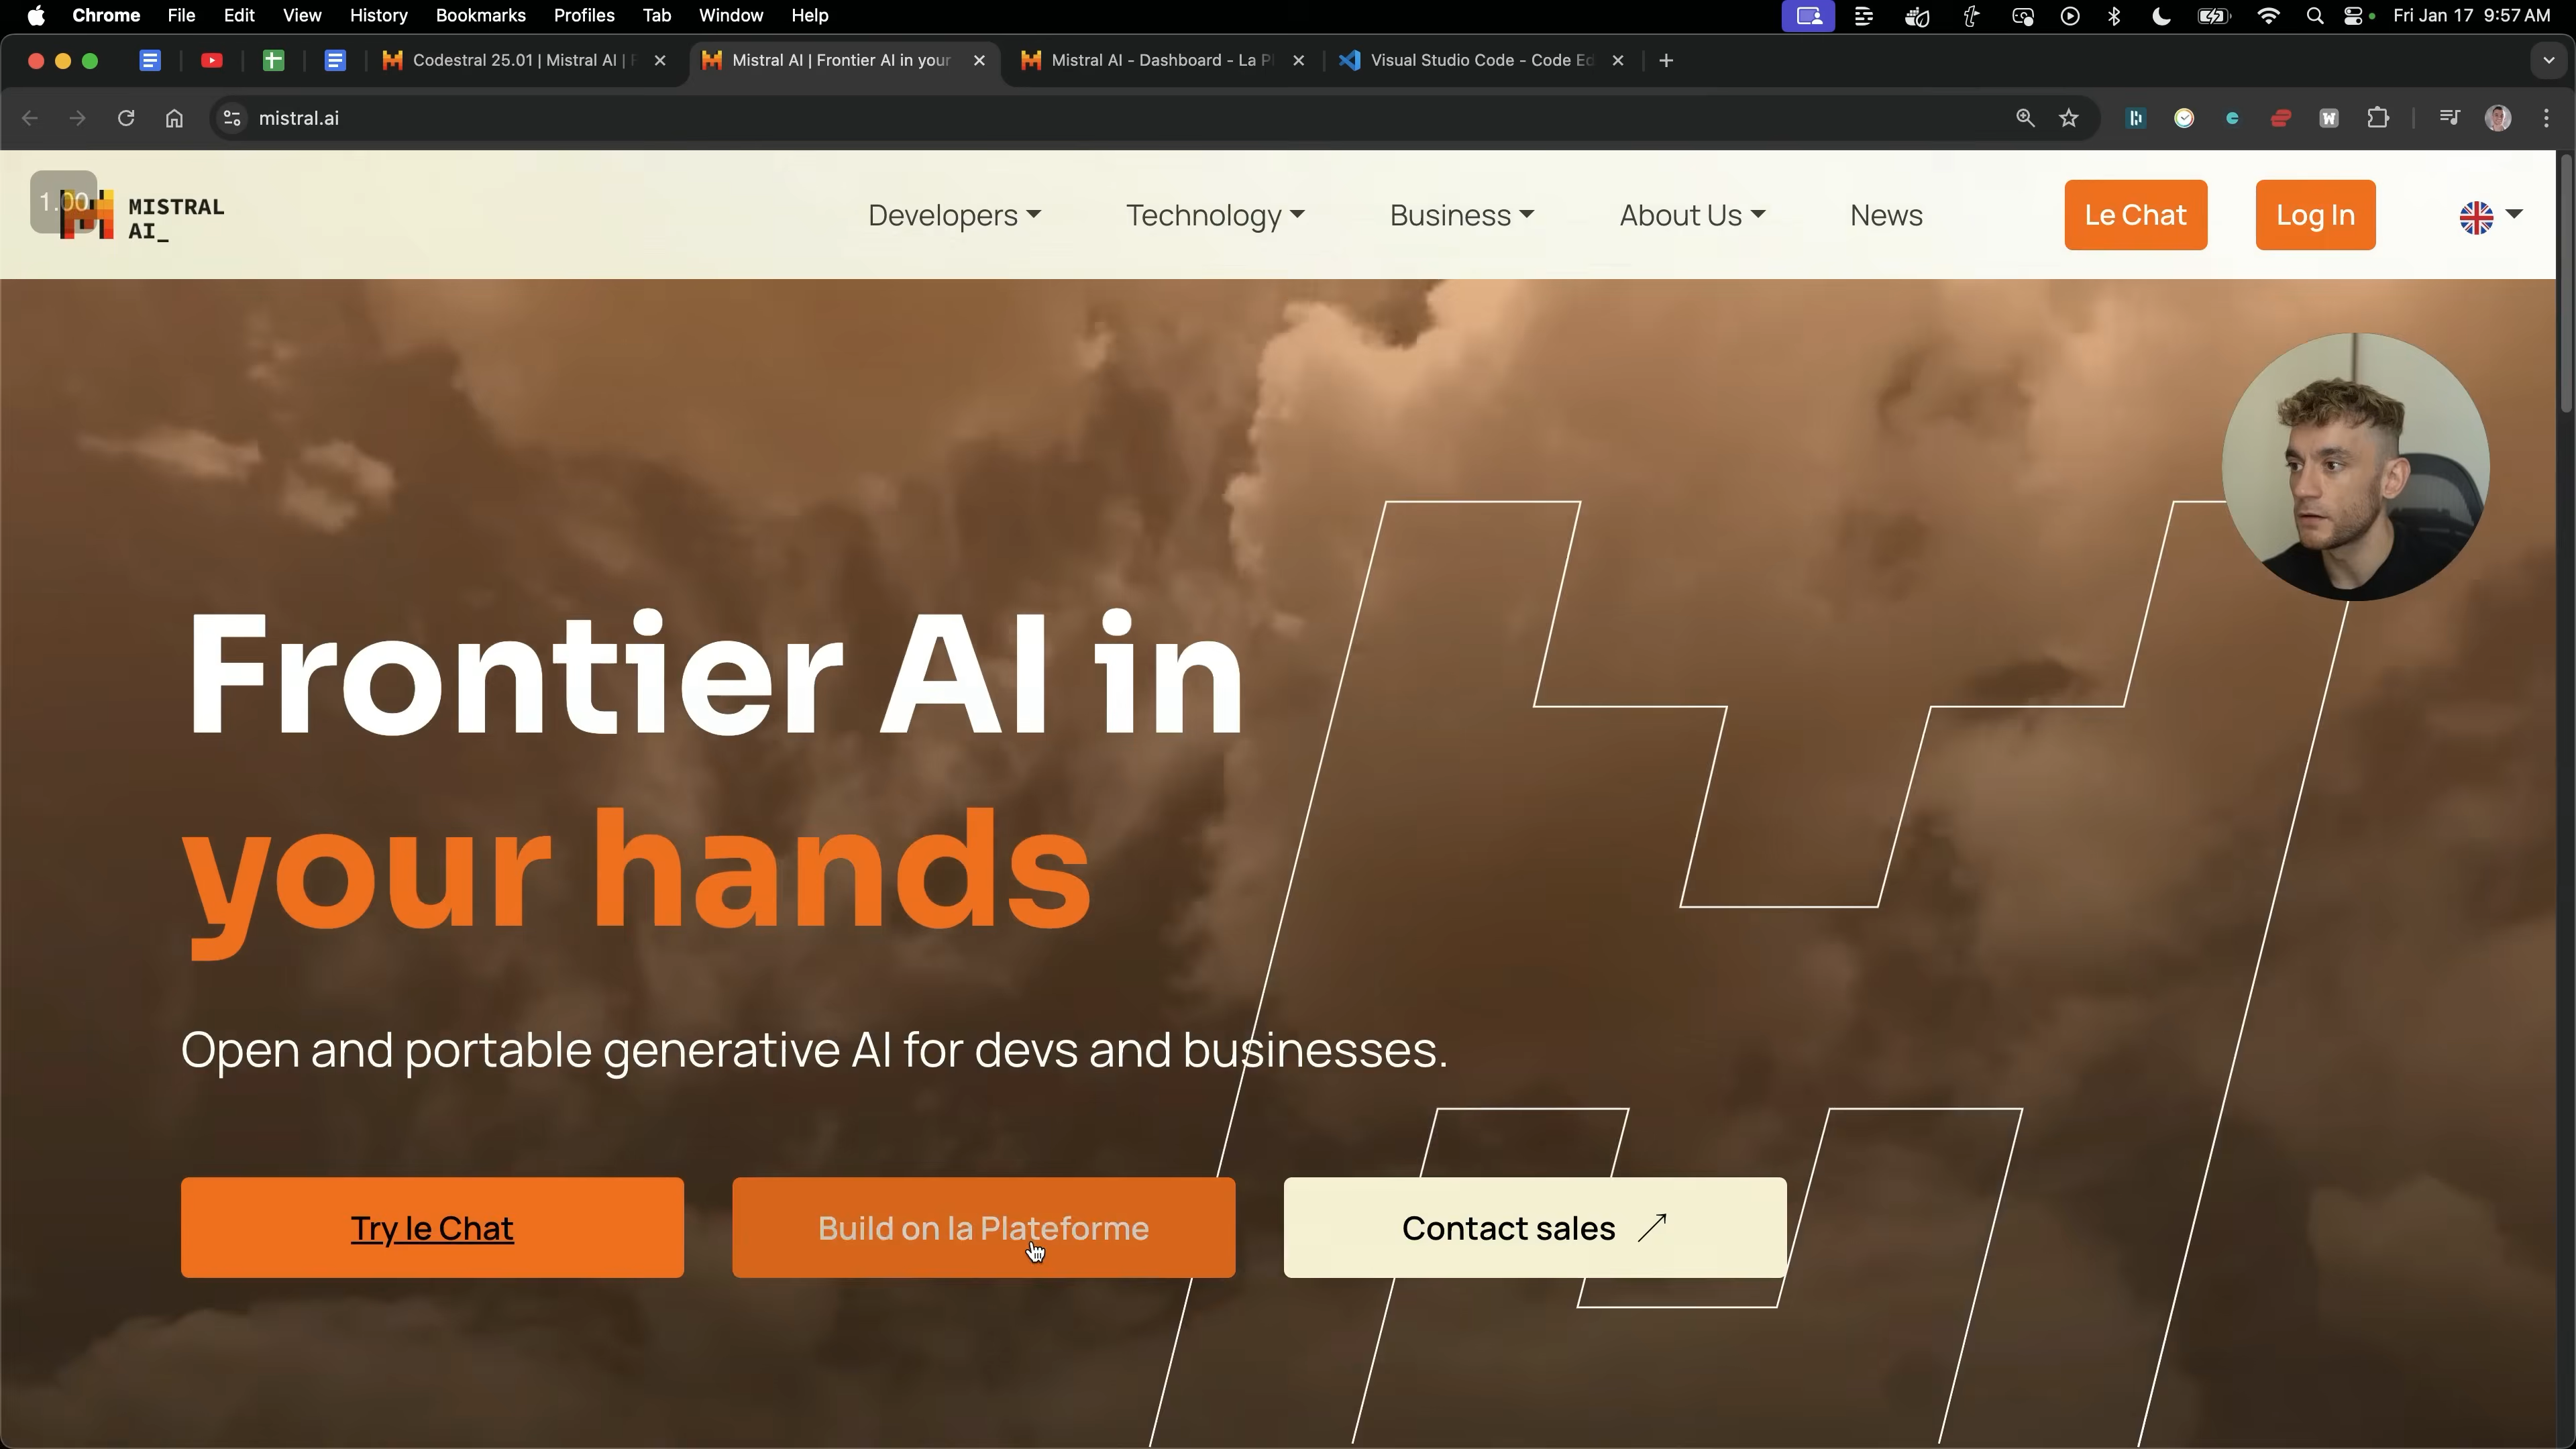 Chrome File Edit View History Bookmarks Profiles Tab Window Help Fri Jan 17 9:57 AM
Codestral 25.01 | Mistral AI | Mistral AI | Frontier AI in your Mistral AI - Dashboard - La Visual Studio Code - Code
mistral.ai
1.00
MISTRAL
AI_
Developers Technology Business About Us News Le Chat Log In
Frontier AI in
your hands
Open and portable generative AI for devs and businesses.
Try le Chat Build on la Plateforme Contact sales